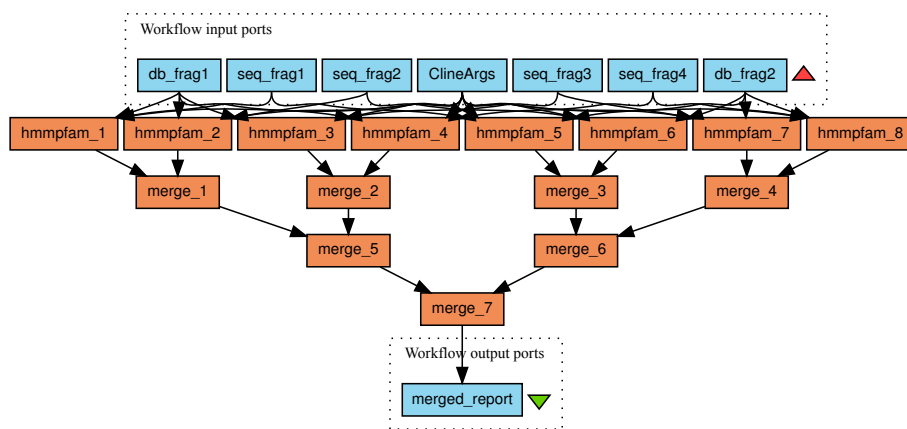 Workflow input ports
db_frag1 seq_frag1 seq_frag2 ClineArgs seq_frag3 seq_frag4 db_frag2
hmmpfam_1 hmmpfam_2 hmmpfam_3 hmmpfam_4 hmmpfam_5 hmmpfam_6 hmmpfam_7 hmmpfam_8
merge_1 merge_2 merge_3 merge_4
merge_5 merge_6
merge_7
Workflow output ports
merged_report